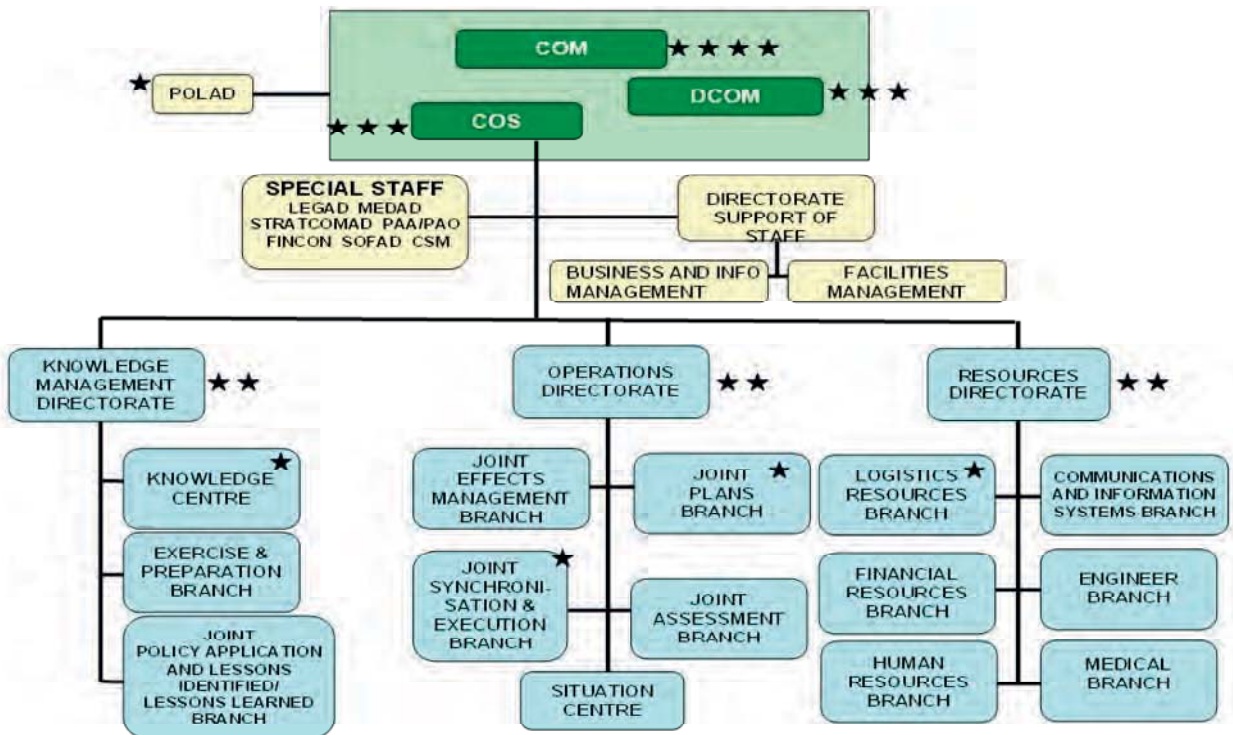 COM
POLAD
DCOM
COS
SPECIAL STAFF
LEGAD MEDAD
STRATCOMAD PAA/PAO
FINCON SOFAD CSM
DIRECTORATE
SUPPORT OF
STAFF
BUSINESS AND INFO
MANAGEMENT
FACILITIES
MANAGEMENT
KNOWLEDGE
MANAGEMENT
DIRECTORATE
OPERATIONS
DIRECTORATE
RESOURCES
DIRECTORATE
KNOWLEDGE
CENTRE
EXERCISE &
PREPARATION
BRANCH
JOINT
POLICY APPLICATION
AND LESSONS
IDENTIFIED/
LESSONS LEARNED
BRANCH
JOINT
EFFECTS
MANAGEMENT
BRANCH
JOINT
PLANS
BRANCH
JOINT
SYNCHRONI-
SATION &
EXECUTION
BRANCH
JOINT
ASSESSMENT
BRANCH
SITUATION
CENTRE
LOGISTICS
RESOURCES
BRANCH
COMMUNICATIONS
AND INFORMATION
SYSTEMS BRANCH
FINANCIAL
RESOURCES
BRANCH
ENGINEER
BRANCH
HUMAN
RESOURCES
BRANCH
MEDICAL
BRANCH